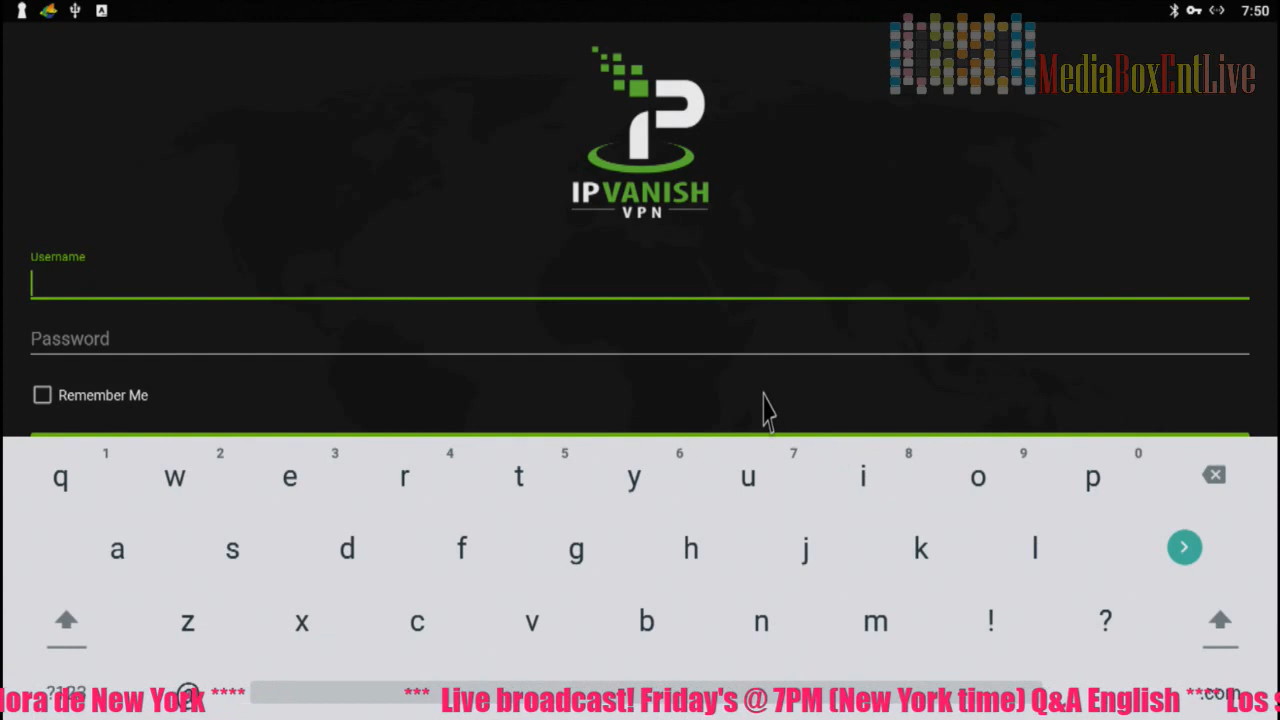 A
7:50
MediaBoxEntLive
P
IPVANISH
VPN
Username
Password
Remember Me
1 2 3 4 5 6 7 8 9 0
q w e r t y u i o p
a s d f g h j k l
z x c v b n m ! ?
?123 @ .com
lora de New York **** *** Live broadcast! Friday's @ 7PM (New York time) Q&A English **** Los